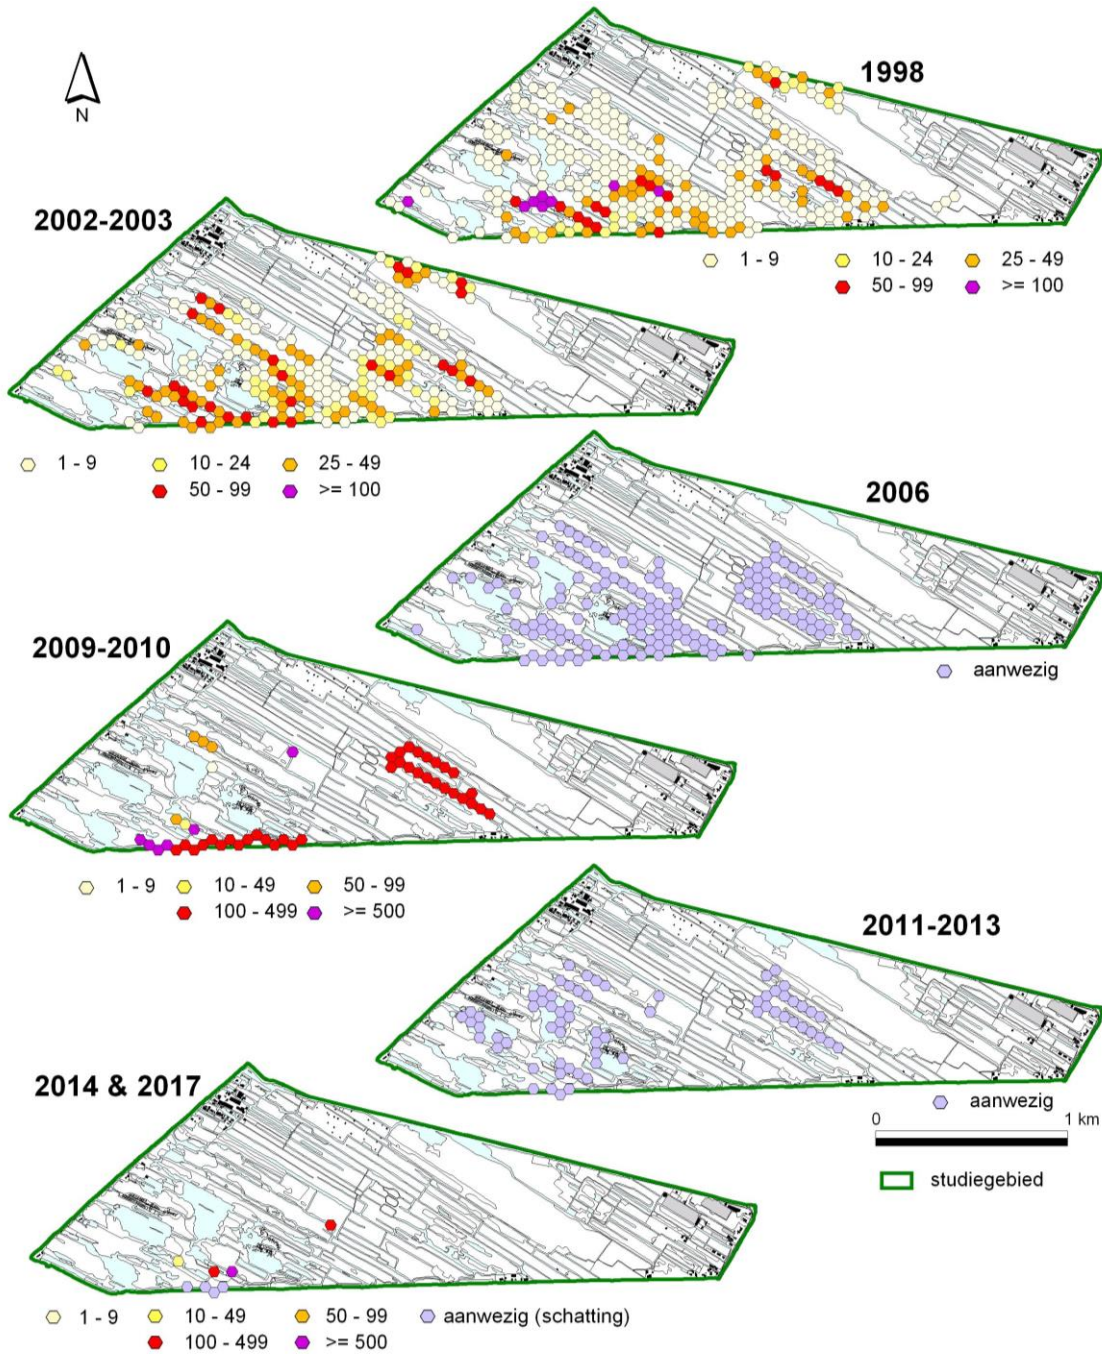 1998
N
2002-2003
1 - 9 10 - 24 25 - 49
50 - 99 >= 100
1 - 9 10 - 24 25 - 49
50 - 99 >= 100
2006
aanwezig
2009-2010
1 - 9 10 - 49 50 - 99
100 - 499 >= 500
2011-2013
aanwezig
0 1 km
studiegebied
2014 & 2017
1 - 9 10 - 49 50 - 99 aanwezig (schatting)
100 - 499 >= 500